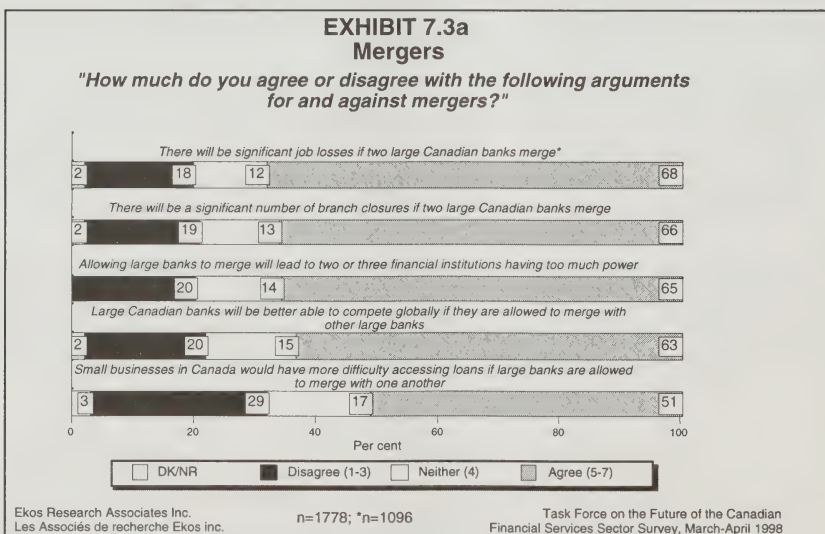 EXHIBIT 7.3a
Mergers
"How much do you agree or disagree with the following arguments
for and against mergers?"
There will be significant job losses if two large Canadian banks merge*
2 18 12 68
There will be a significant number of branch closures if two large Canadian banks merge
2 19 13 66
Allowing large banks to merge will lead to two or three financial institutions having too much power
20 14 65
Large Canadian banks will be better able to compete globally if they are allowed to merge with
other large banks
2 20 15 63
Small businesses in Canada would have more difficulty accessing loans if large banks are allowed
to merge with one another
3 29 17 51
0 20 40 60 80 100
Per cent
DK/NR Disagree (1-3) Neither (4) Agree (5-7)
Ekos Research Associates Inc.
Les Associés de recherche Ekos inc.
n=1778; *n=1096
Task Force on the Future of the Canadian
Financial Services Sector Survey, March-April 1998